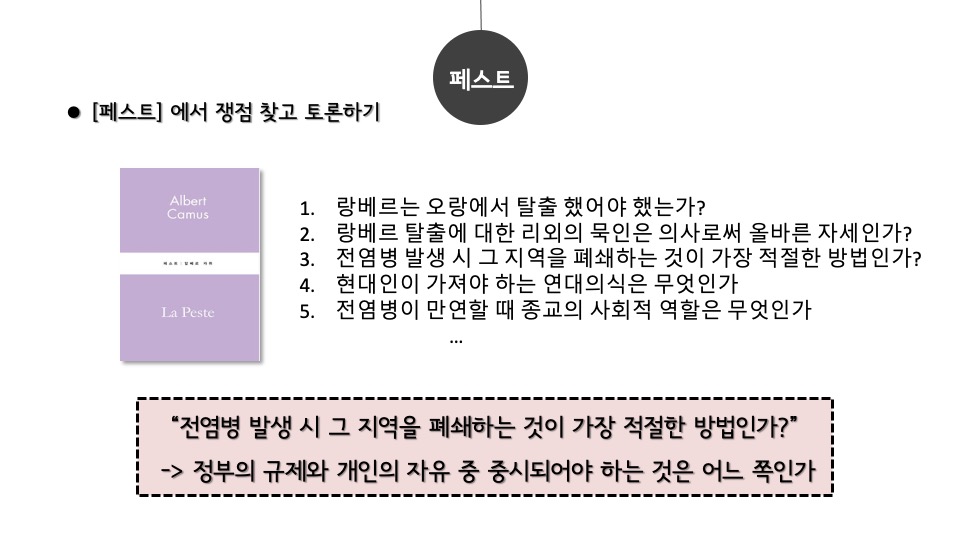 페스트
● [페스트] 에서 쟁점 찾고 토론하기
Albert
Camus
La Peste
1. 랑베르는 오랑에서 탈출 했어야 했는가?
2. 랑베르 탈출에 대한 리외의 묵인은 의사로써 올바른 자세인가?
3. 전염병 발생 시 그 지역을 폐쇄하는 것이 가장 적절한 방법인가?
4. 현대인이 가져야 하는 연대의식은 무엇인가
5. 전염병이 만연할 때 종교의 사회적 역할은 무엇인가
...
“전염병 발생 시 그 지역을 폐쇄하는 것이 가장 적절한 방법인가?”
-> 정부의 규제와 개인의 자유 중 중시되어야 하는 것은 어느 쪽인가